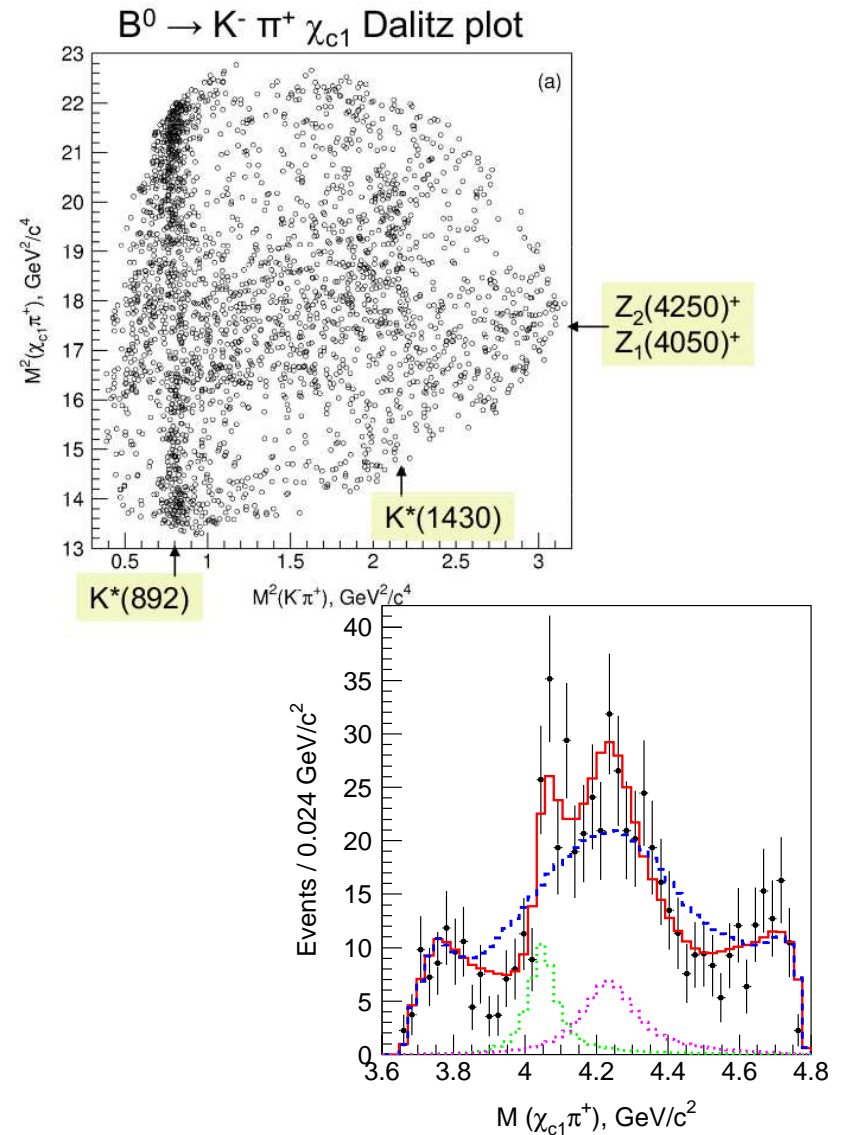 B⁰ → K⁻ π⁺ χc1 Dalitz plot
(a)
23
22
21
20
19
18
17
16
15
14
13
M²(χc1π⁺), GeV²/c⁴
0.5 1 1.5 2 2.5 3
M²(K⁻π⁺), GeV²/c⁴
Z₂(4250)⁺
Z₁(4050)⁺
K*(1430)
K*(892)
40
35
30
25
20
15
10
5
0
Events / 0.024 GeV/c²
3.6 3.8 4 4.2 4.4 4.6 4.8
M (χc1π⁺), GeV/c²